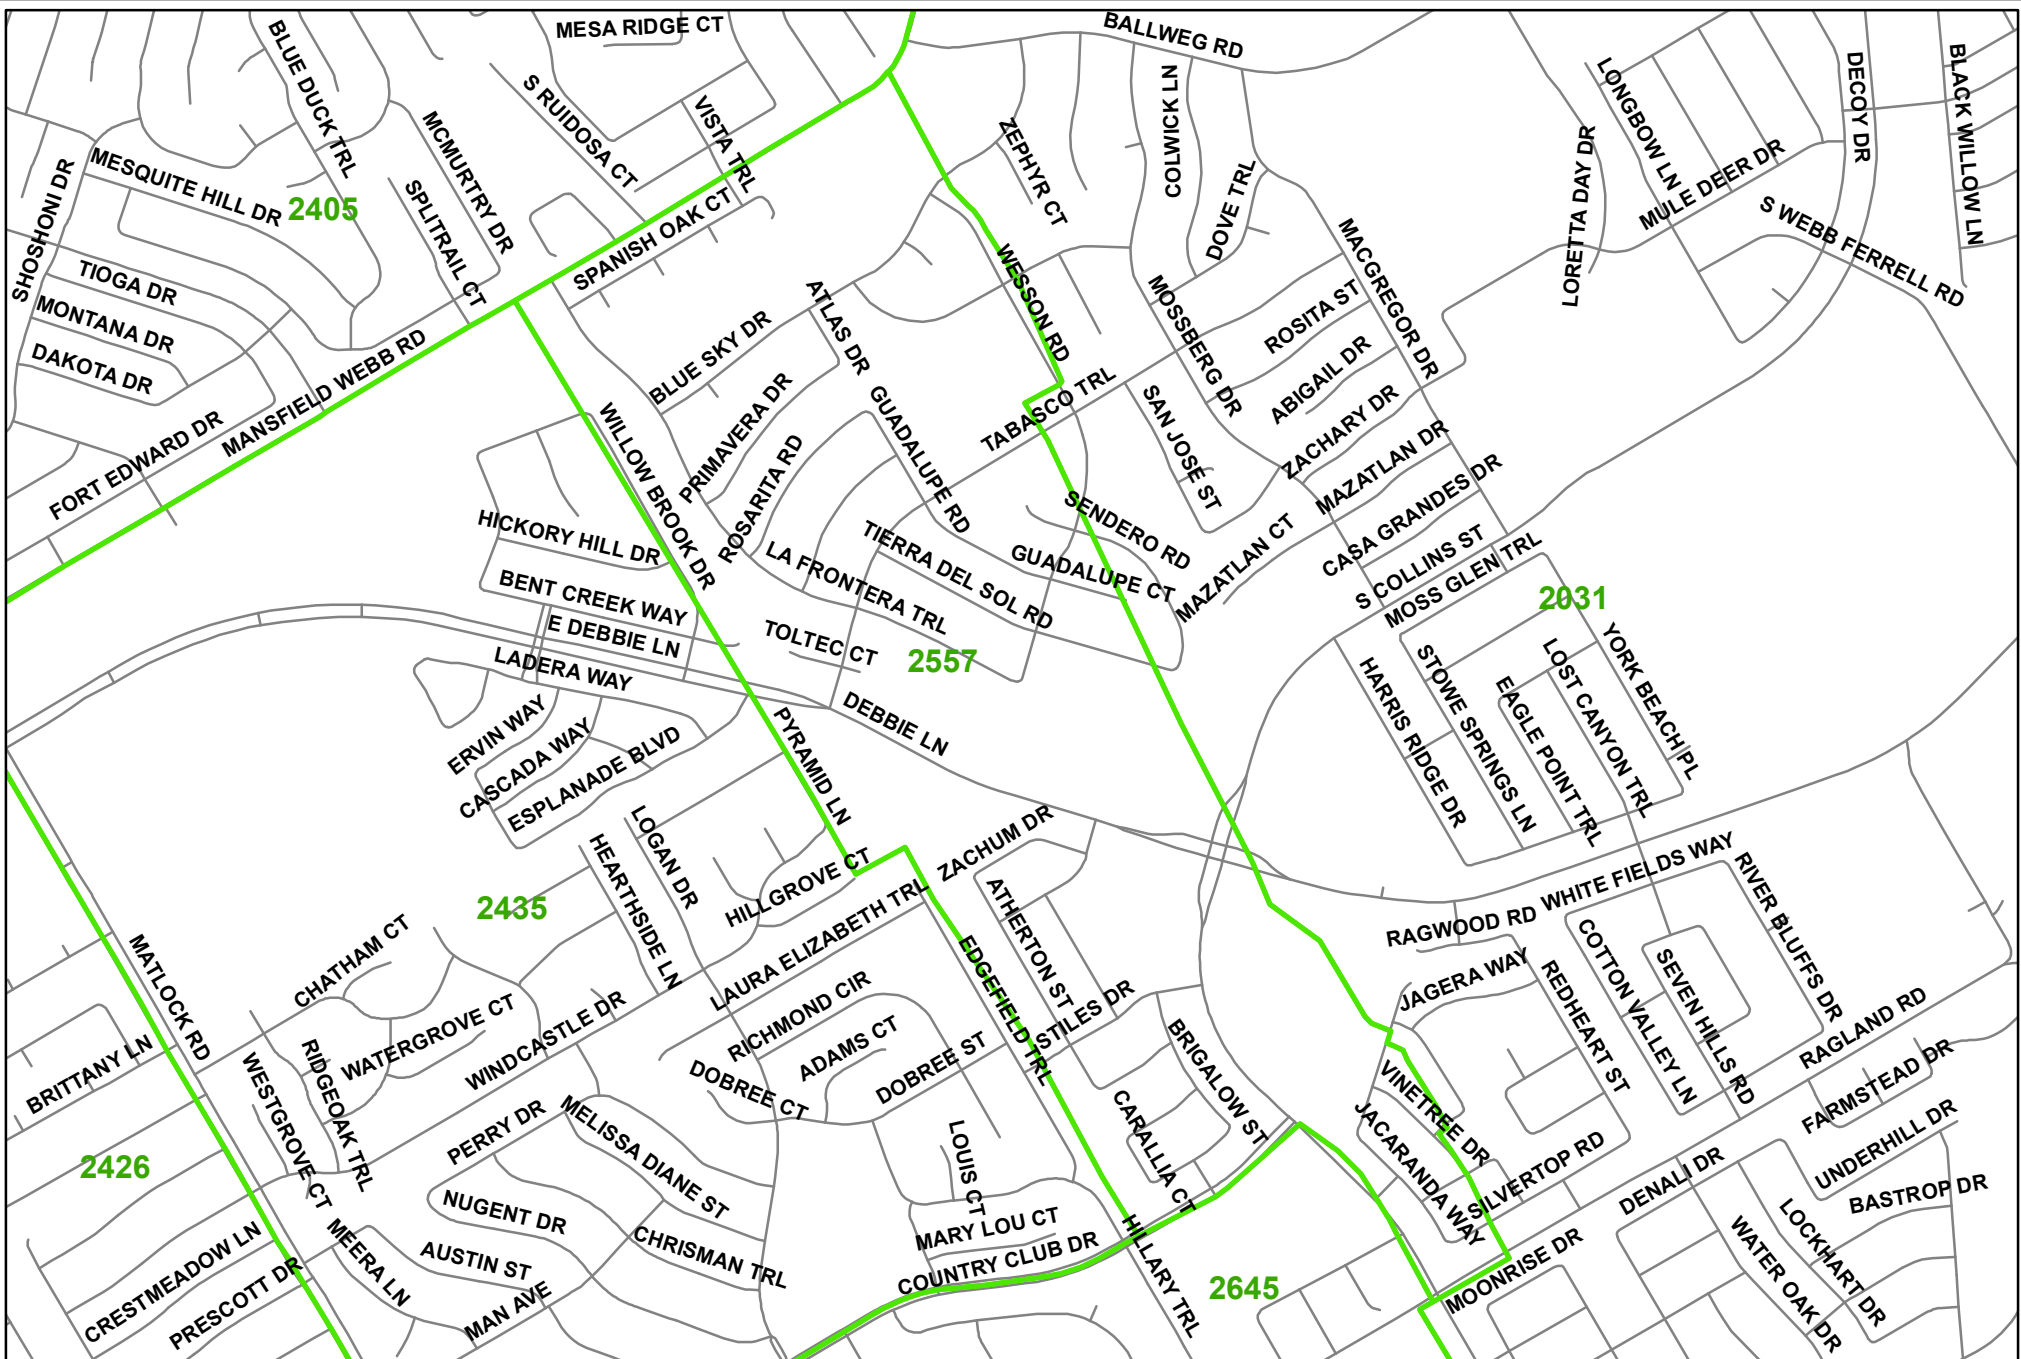 MESA RIDGE CT
BALLWEG RD
BLUE DUCK TRL
S RUIDOSA CT
VISTA TRL
MCMURTRY DR
MESQUITE HILL DR
2405
SPLITRAIL CT
SHOSHONI DR
TIOGA DR
MONTANA DR
DAKOTA DR
FORT EDWARD DR
MANSFIELD WEBB RD
SPANISH OAK CT
ZEPHYR CT
COLWICK LN
DOVE TRL
LORETTA DAY DR
LONGBOW LN
MULE DEER DR
DECOY DR
BLACK WILLOW LN
S WEBB FERRELL RD
MACGREGOR DR
WESSON RD
MOSSBERG DR
ROSITA ST
ABIGAIL DR
ATLAS DR
BLUE SKY DR
PRIMAVERA DR
GUADALUPE RD
TABASCO TRL
SAN JOSE ST
ZACHARY DR
MAZATLAN DR
CASA GRANDES DR
WILLOW BROOK DR
ROSARITA RD
HICKORY HILL DR
SENDERO RD
GUADALUPE CT
MAZATLAN CT
S COLLINS ST
MOSS GLEN TRL
2031
TIERRA DEL SOL RD
LA FRONTERA TRL
BENT CREEK WAY
E DEBBIE LN
LADERA WAY
TOLTEC CT
2557
DEBBIE LN
HARRIS RIDGE DR
STOWE SPRINGS LN
EAGLE POINT TRL
LOST CANYON TRL
YORK BEACH PL
ERVIN WAY
CASCADA WAY
ESPLANADE BLVD
PYRAMID LN
LOGAN DR
HEARTHSIDE LN
HILLGROVE CT
ZACHUM DR
2435
LAURA ELIZABETH TRL
ATHERTON ST
WHITE FIELDS WAY
RAGWOOD RD
RIVER BLUFFS DR
COTTON VALLEY LN
SEVEN HILLS RD
MATLOCK RD
CHATHAM CT
WATERGROVE CT
WINDCASTLE DR
RICHMOND CIR
ADAMS CT
DOBREE CT
DOBREE ST
EDGEFIELD TRL
STILES DR
BRIGALOW ST
JAGERA WAY
REDHEART ST
RAGLAND RD
FARMSTEAD DR
UNDERHILL DR
BASTROP DR
BRITTANY LN
WESTGROVE CT
RIDGEOAK TRL
PERRY DR
MELISSA DIANE ST
LOUIS CT
CARALLIA CT
VINETREE DR
JACARANDA WAY
SILVERTOP RD
DENALI DR
2426
NUGENT DR
CHRISMAN TRL
MARY LOU CT
COUNTRY CLUB DR
HILLARY TRL
2645
MOONRISE DR
WATER OAK DR
LOCKHART DR
CRESTMEADOW LN
PRESCOTT DR
MEERA LN
AUSTIN ST
MAN AVE